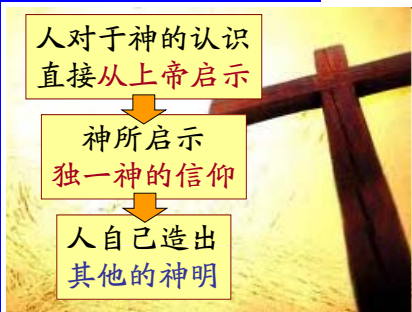 人对于神的认识
直接从上帝启示
神所启示
独一神的信仰
人自己造出
其他的神明